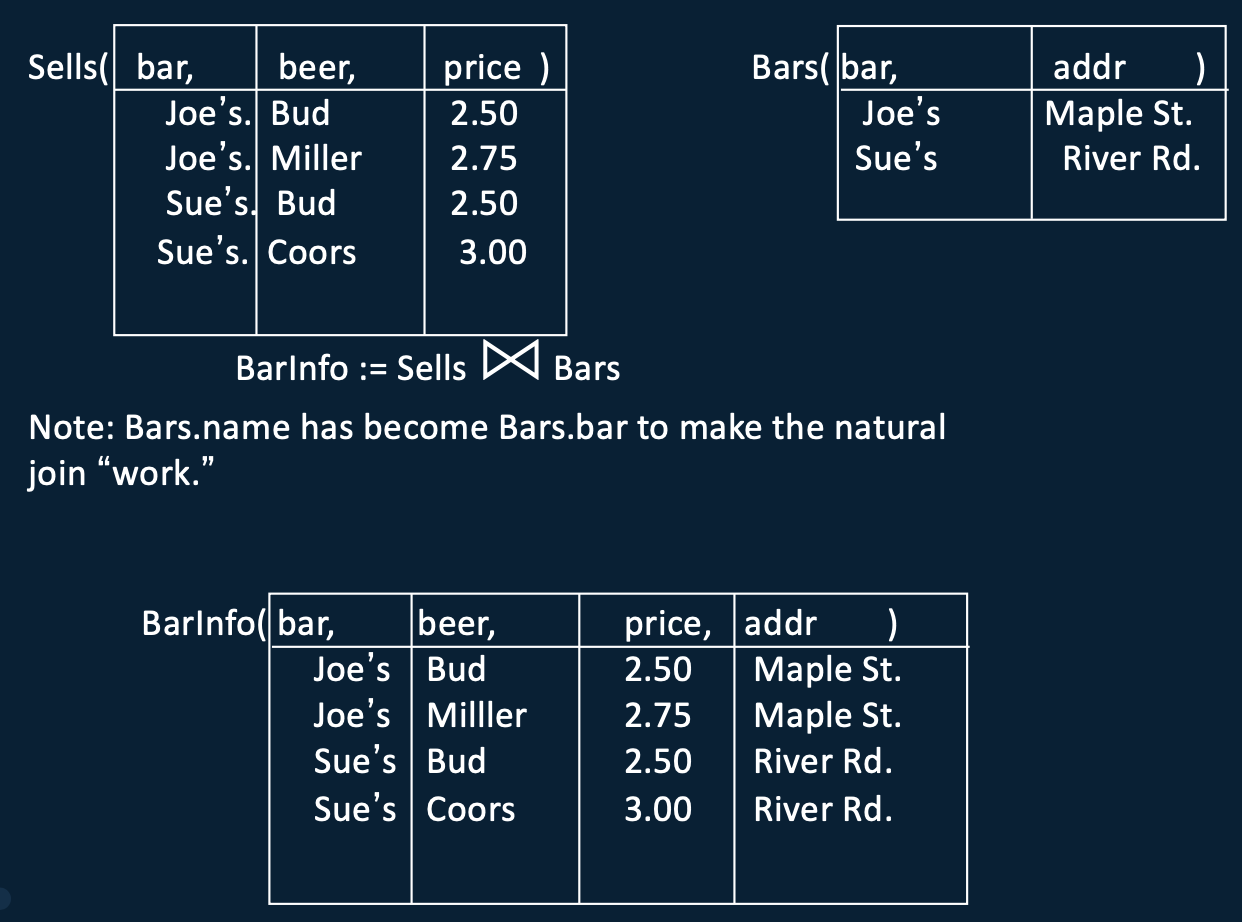 Sells( bar, beer, price ) Bars( bar, addr )
Joe’s. Bud 2.50 Joe’s Maple St.
Joe’s. Miller 2.75 Sue’s River Rd.
Sue’s. Bud 2.50
Sue’s. Coors 3.00
BarInfo := Sells ⋈ Bars
Note: Bars.name has become Bars.bar to make the natural
join “work.”
BarInfo( bar, beer, price, addr )
Joe’s Bud 2.50 Maple St.
Joe’s Milller 2.75 Maple St.
Sue’s Bud 2.50 River Rd.
Sue’s Coors 3.00 River Rd.